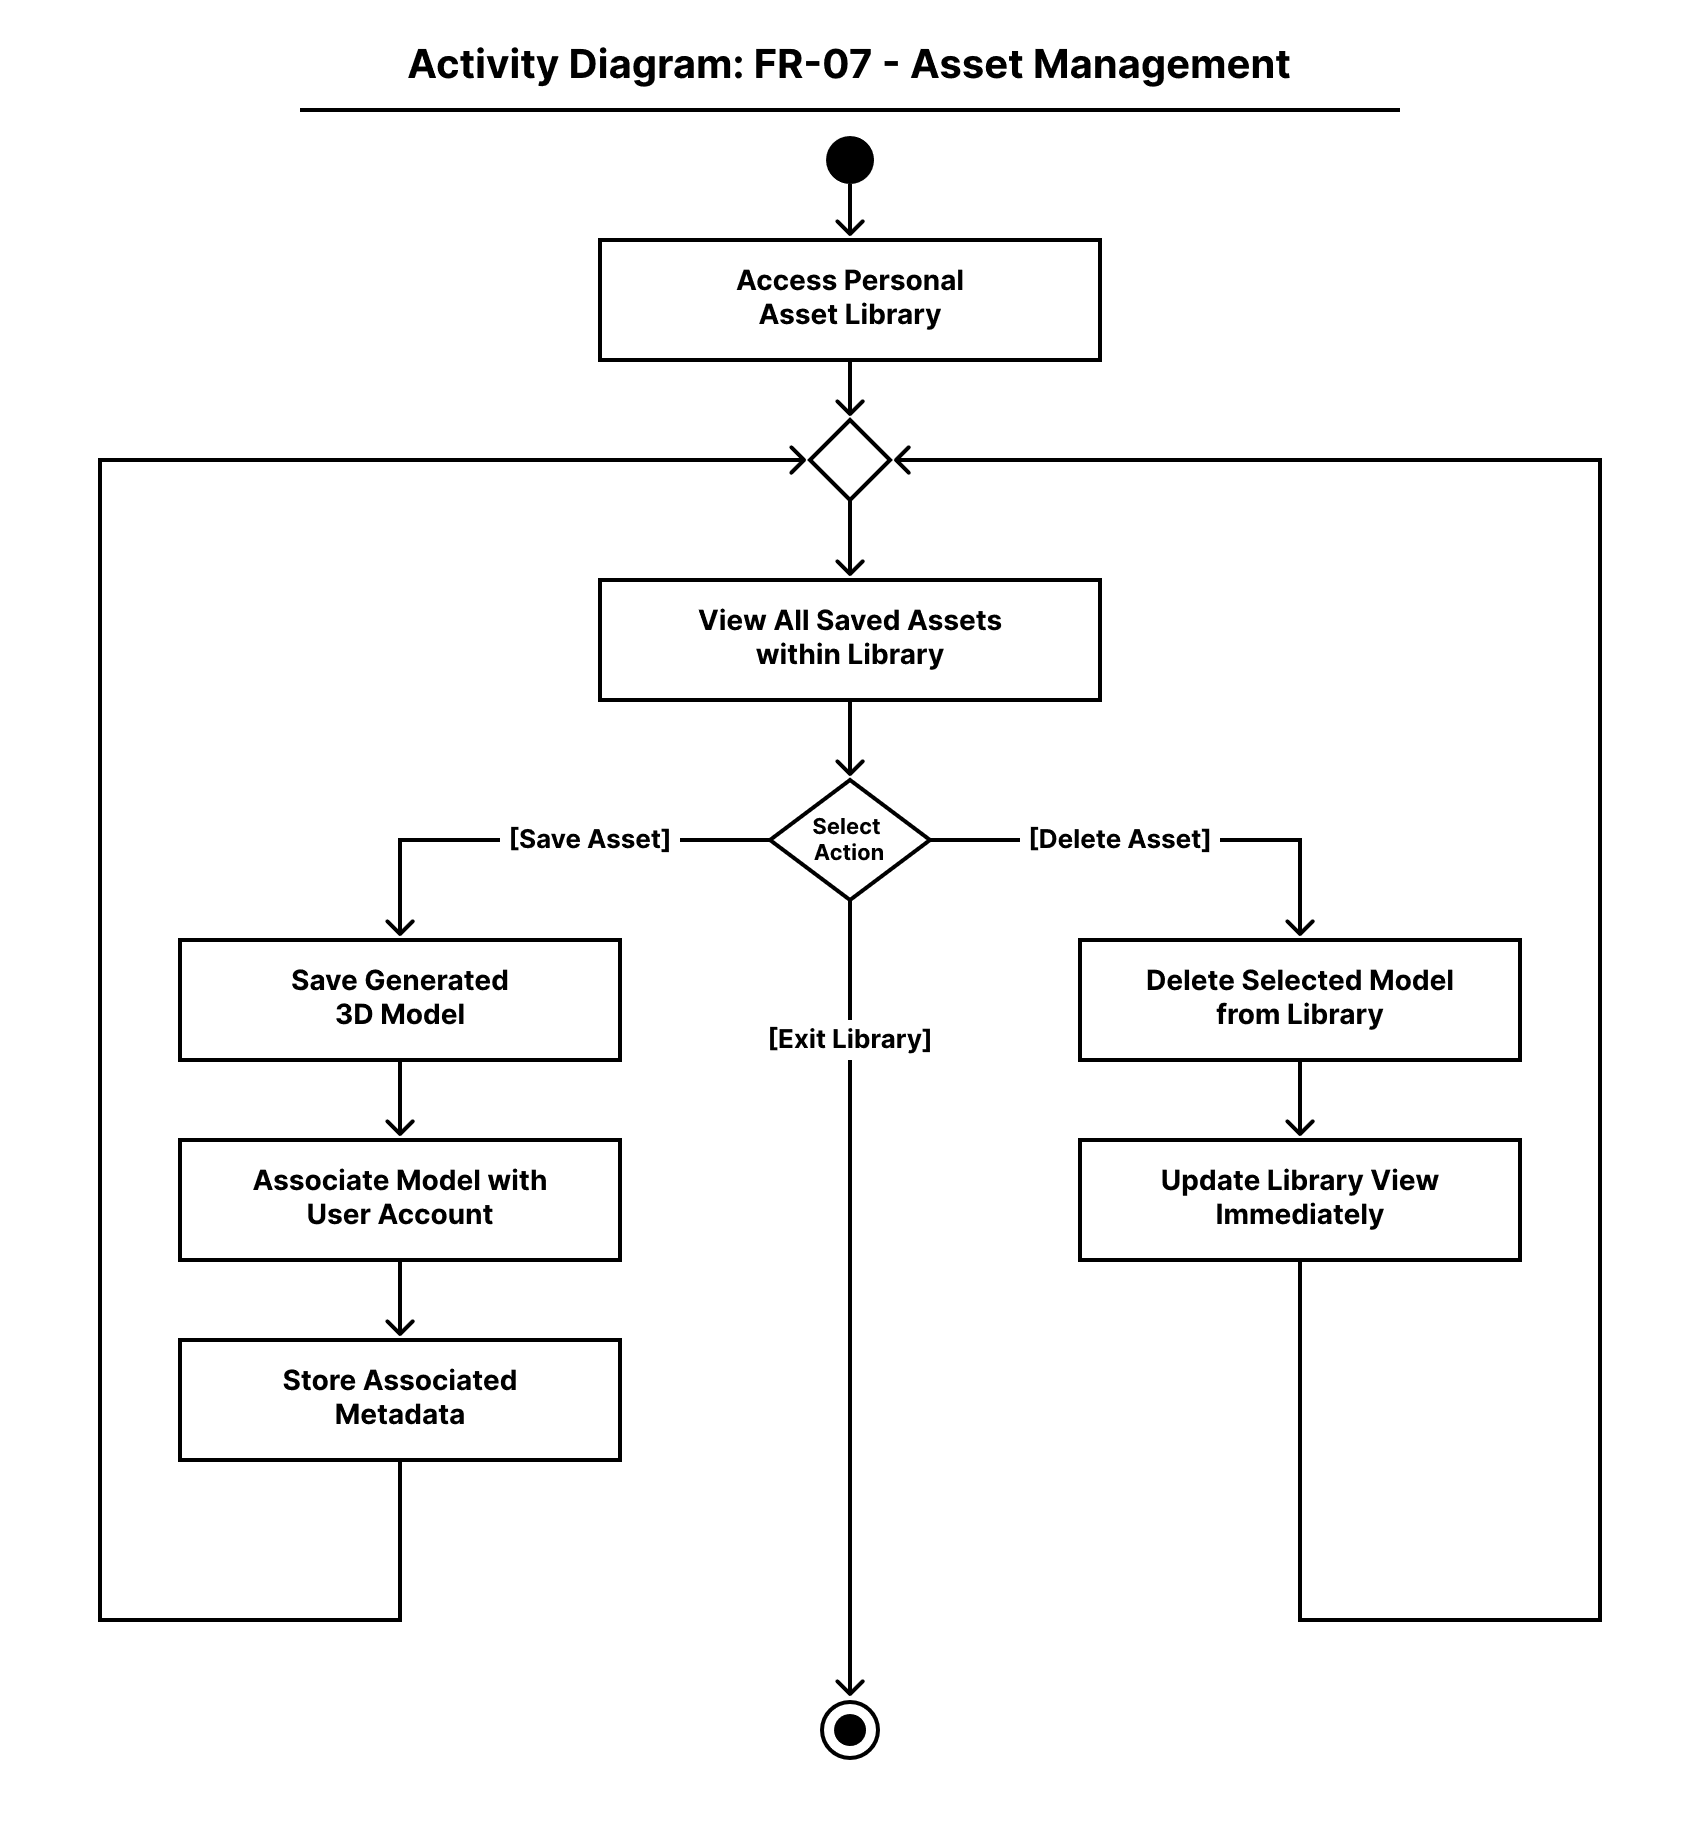 Activity Diagram: FR-07 - Asset Management
Access Personal
Asset Library
View All Saved Assets
within Library
Select
Action
[Save Asset]
[Delete Asset]
[Exit Library]
Save Generated
3D Model
Associate Model with
User Account
Store Associated
Metadata
Delete Selected Model
from Library
Update Library View
Immediately